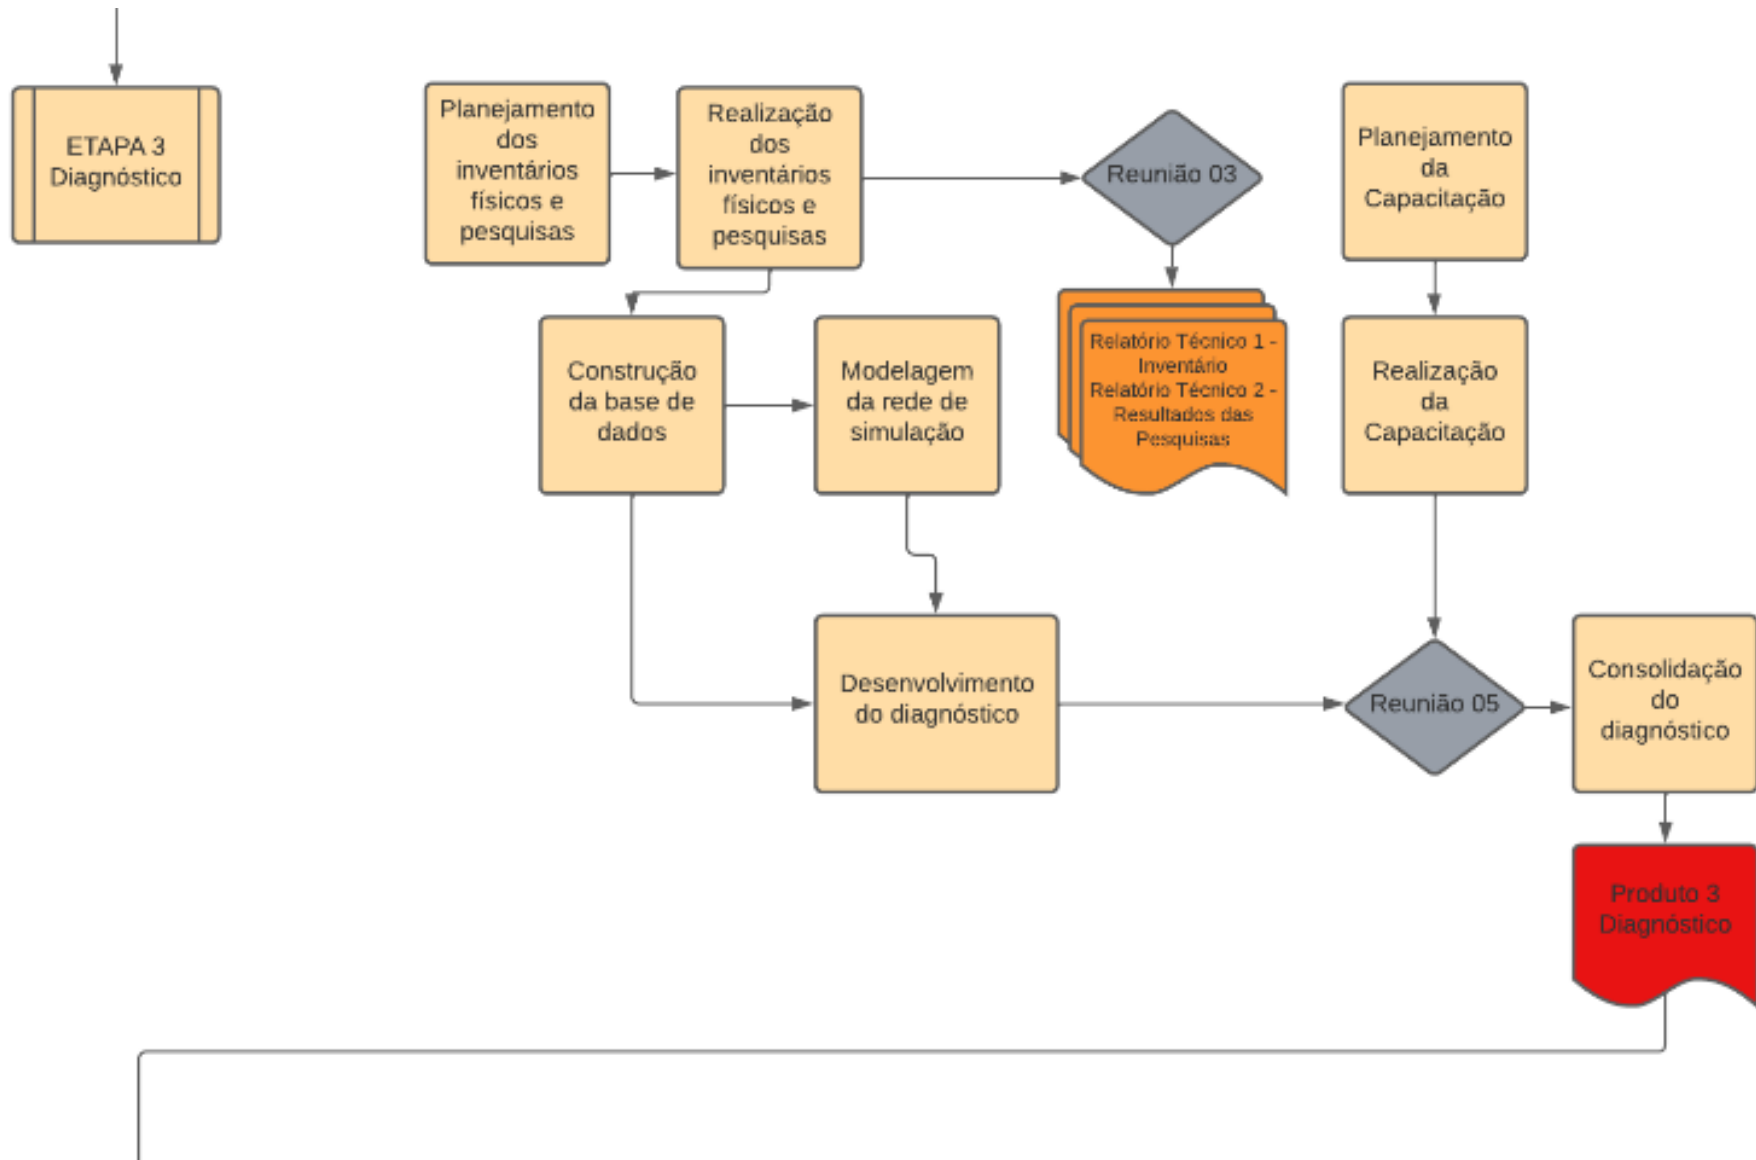 ETAPA 3
Diagnóstico
Planejamento
dos
inventários
físicos e
pesquisas
Realização
dos
inventários
físicos e
pesquisas
Reunião 03
Planejamento
da
Capacitação
Construção
da base de
dados
Modelagem
da rede de
simulação
Relatório Técnico 1 -
Inventário
Relatório Técnico 2 -
Resultados das
Pesquisas
Realização
da
Capacitação
Desenvolvimento
do diagnóstico
Reunião 05
Consolidação
do
diagnóstico
Produto 3
Diagnóstico